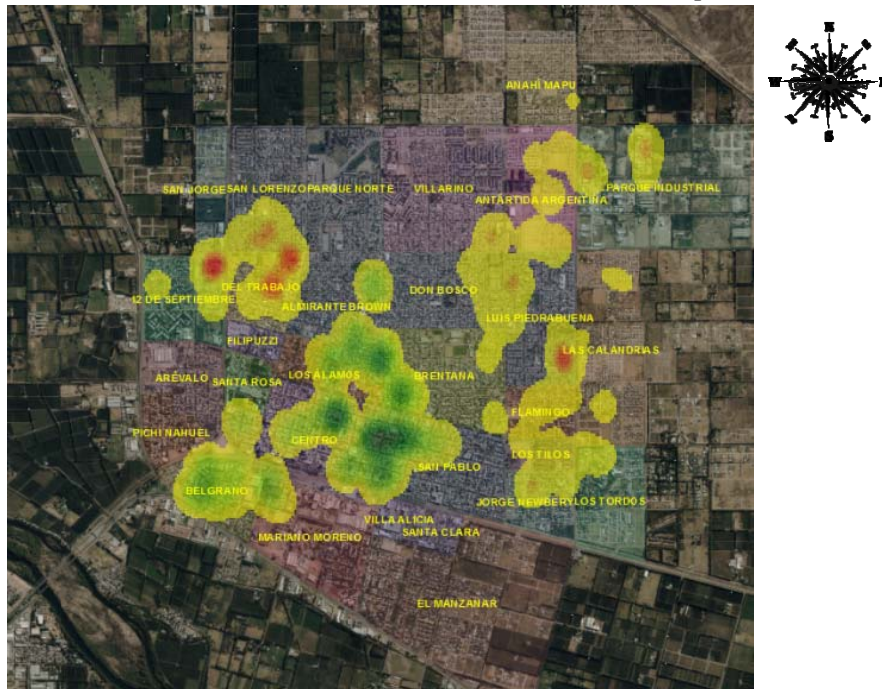 ANAHÍ MAPU
SAN JORGE SAN LORENZO PARQUE NORTE VILLARINO PARQUE INDUSTRIAL
ANTÁRTIDA ARGENTINA
DEL TRABAJO
12 DE SEPTIEMBRE
ALMIRANTE BROWN
DON BOSCO
LUIS PIEDRABUENA
FILIPUZZI
LAS CALANDRIAS
ARÉVALO
SANTA ROSA
LOS ÁLAMOS
BRENTANA
FLAMINGO
PICHI NAHUEL
CENTRO
LOS TILOS
SAN PABLO
BELGRANO
JORGE NEWBERY LOS TORDOS
VILLA ALICIA
SANTA CLARA
MARIANO MORENO
EL MANZANAR